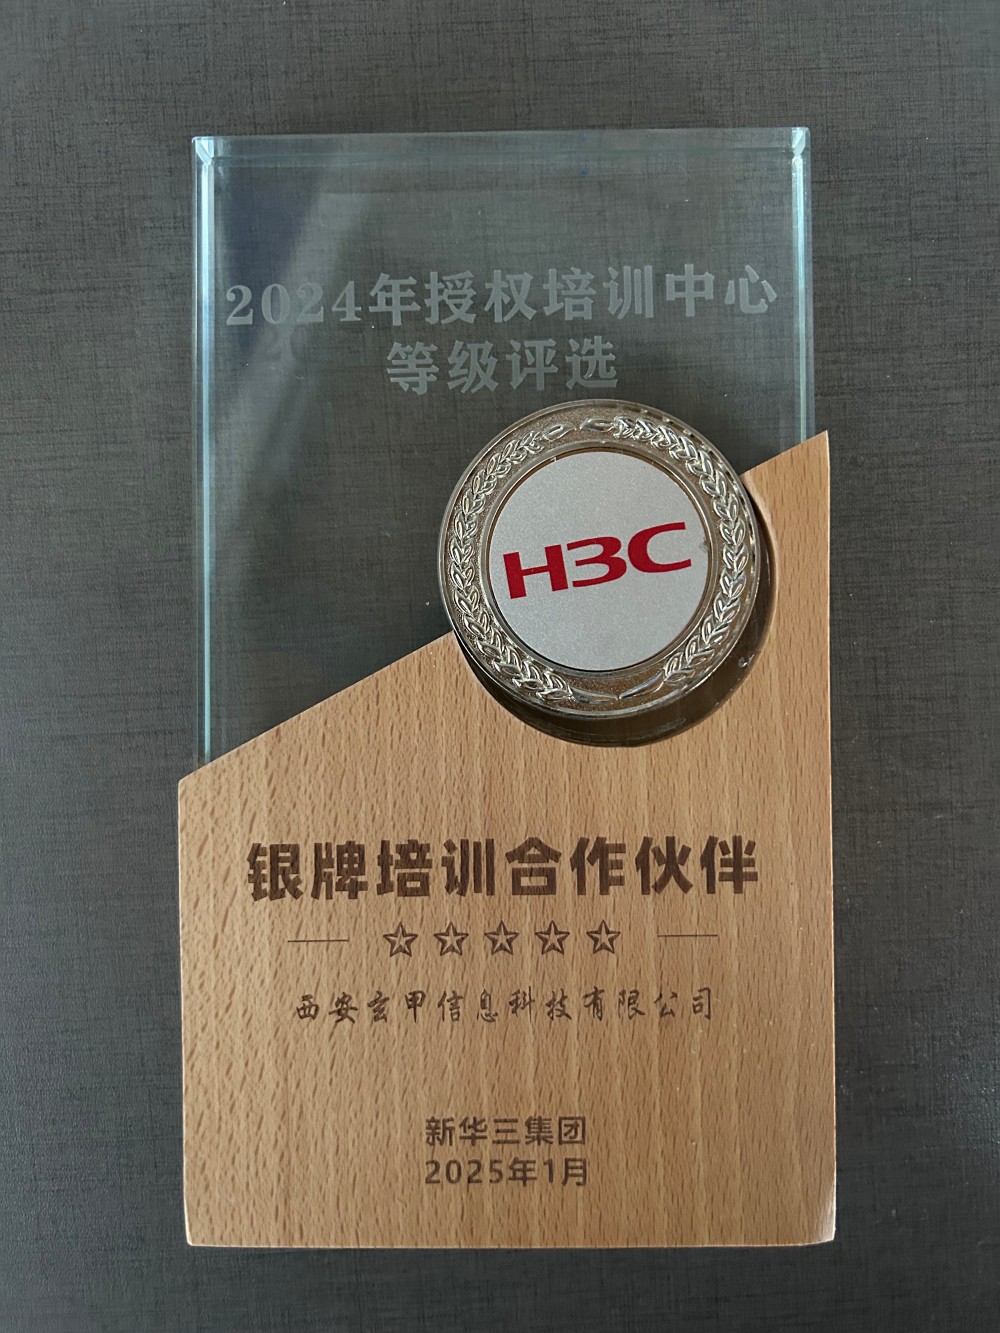 2024年授权培训中心
等级评选
H3C
银牌培训合作伙伴
西安玄甲信息科技有限公司
新华三集团
2025年1月